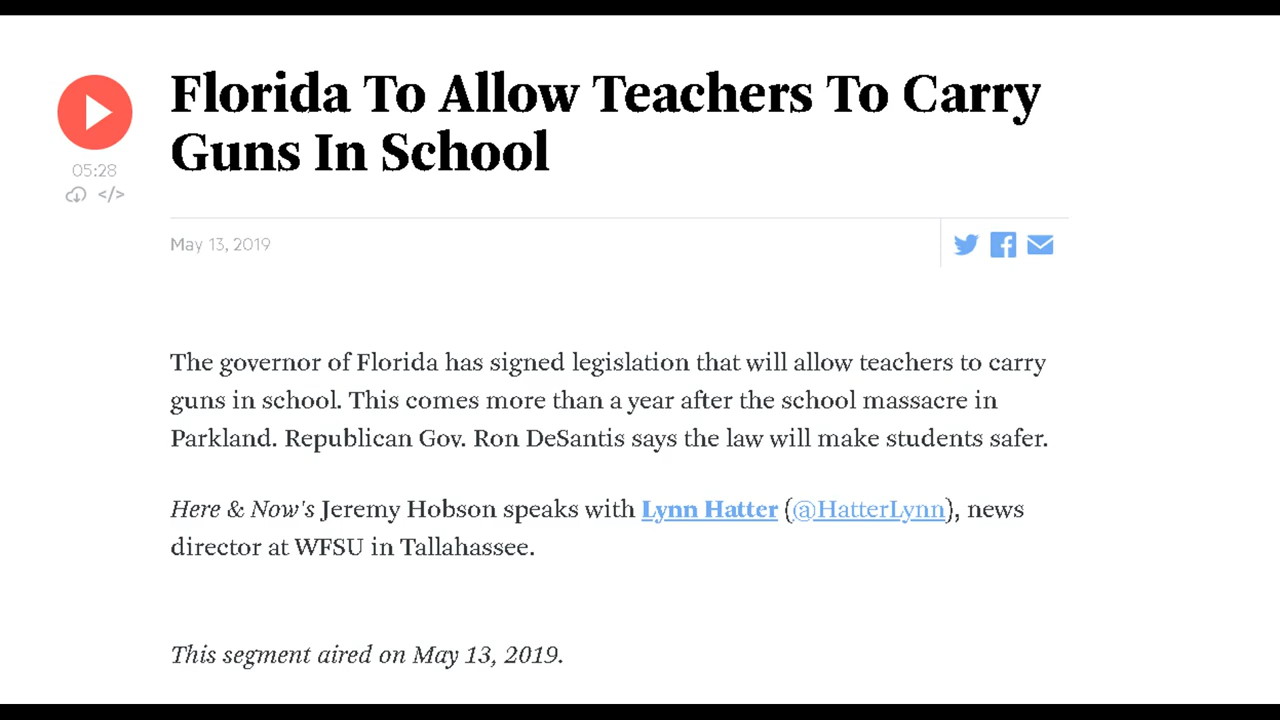 Florida To Allow Teachers To Carry
Guns In School
05:28
</>
May 13, 2019
The governor of Florida has signed legislation that will allow teachers to carry
guns in school. This comes more than a year after the school massacre in
Parkland. Republican Gov. Ron DeSantis says the law will make students safer.
Here & Now's Jeremy Hobson speaks with Lynn Hatter (@HatterLynn), news
director at WFSU in Tallahassee.
This segment aired on May 13, 2019.